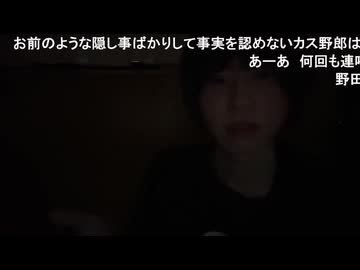 お前のような隠し事ばかりして事実を認めないカス野郎は
あーあ 何回も連
野田